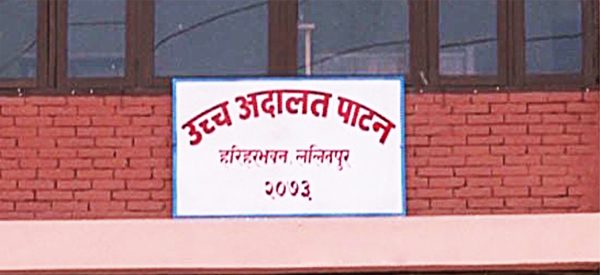 उच्च अदालत पाटन
हरिहरभवन, ललितपुर
२०७३